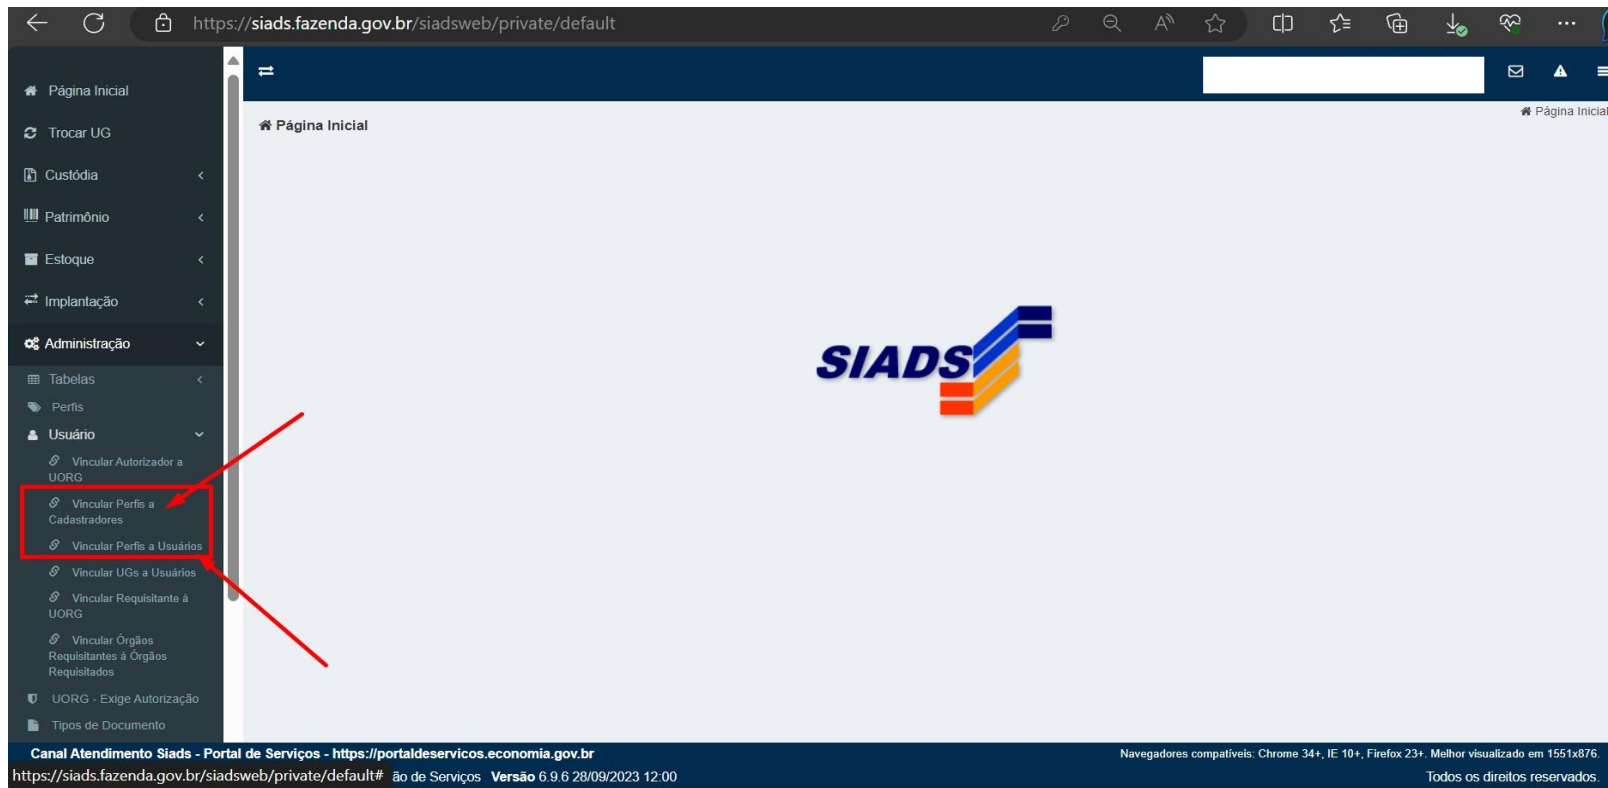 https://siads.fazenda.gov.br/siadsweb/private/default
Página Inicial
Trocar UG
Custódia
Patrimônio
Estoque
Implantação
Administração
Tabelas
Perfis
Usuário
Vincular Autorizador a
UORG
Vincular Perfis a
Cadastradores
Vincular Perfis a Usuários
Vincular UGs a Usuários
Vincular Requisitante à
UORG
Vincular Órgãos
Requisitantes à Órgãos
Requisitados
UORG - Exige Autorização
Tipos de Documento
Página Inicial
Página Inicial
SIADS
Canal Atendimento Siads - Portal de Serviços - https://portaldeservicos.economia.gov.br
Navegadores compatíveis: Chrome 34+, IE 10+, Firefox 23+. Melhor visualizado em 1551x876.
https://siads.fazenda.gov.br/siadsweb/private/default#
ão de Serviços Versão 6.9.6 28/09/2023 12:00
Todos os direitos reservados.